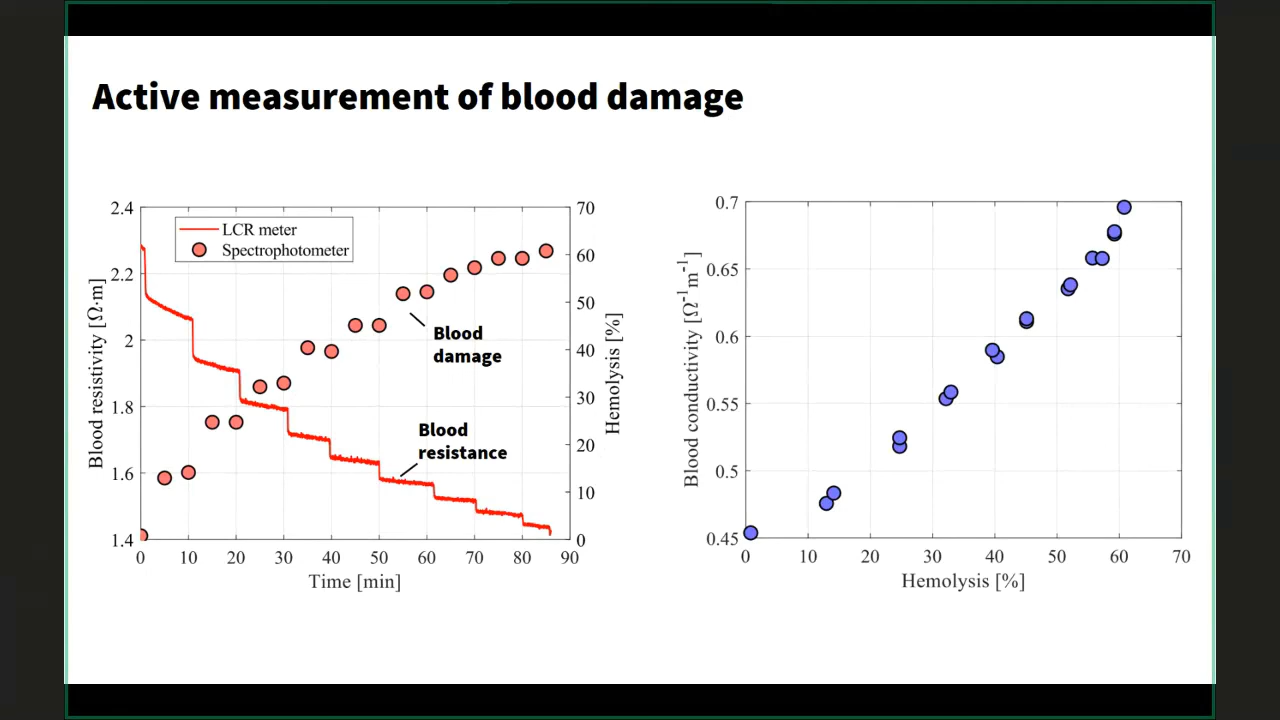 Active measurement of blood damage
2.4
2.2
2
1.8
1.6
1.4
Blood resistivity [Ω·m]
LCR meter
Spectrophotometer
Blood
damage
Blood
resistance
70
60
50
40
30
20
10
0
Hemolysis [%]
0 10 20 30 40 50 60 70 80 90
Time [min]
0.7
0.65
0.6
0.55
0.5
0.45
Blood conductivity [Ω⁻¹m⁻¹]
0 10 20 30 40 50 60 70
Hemolysis [%]